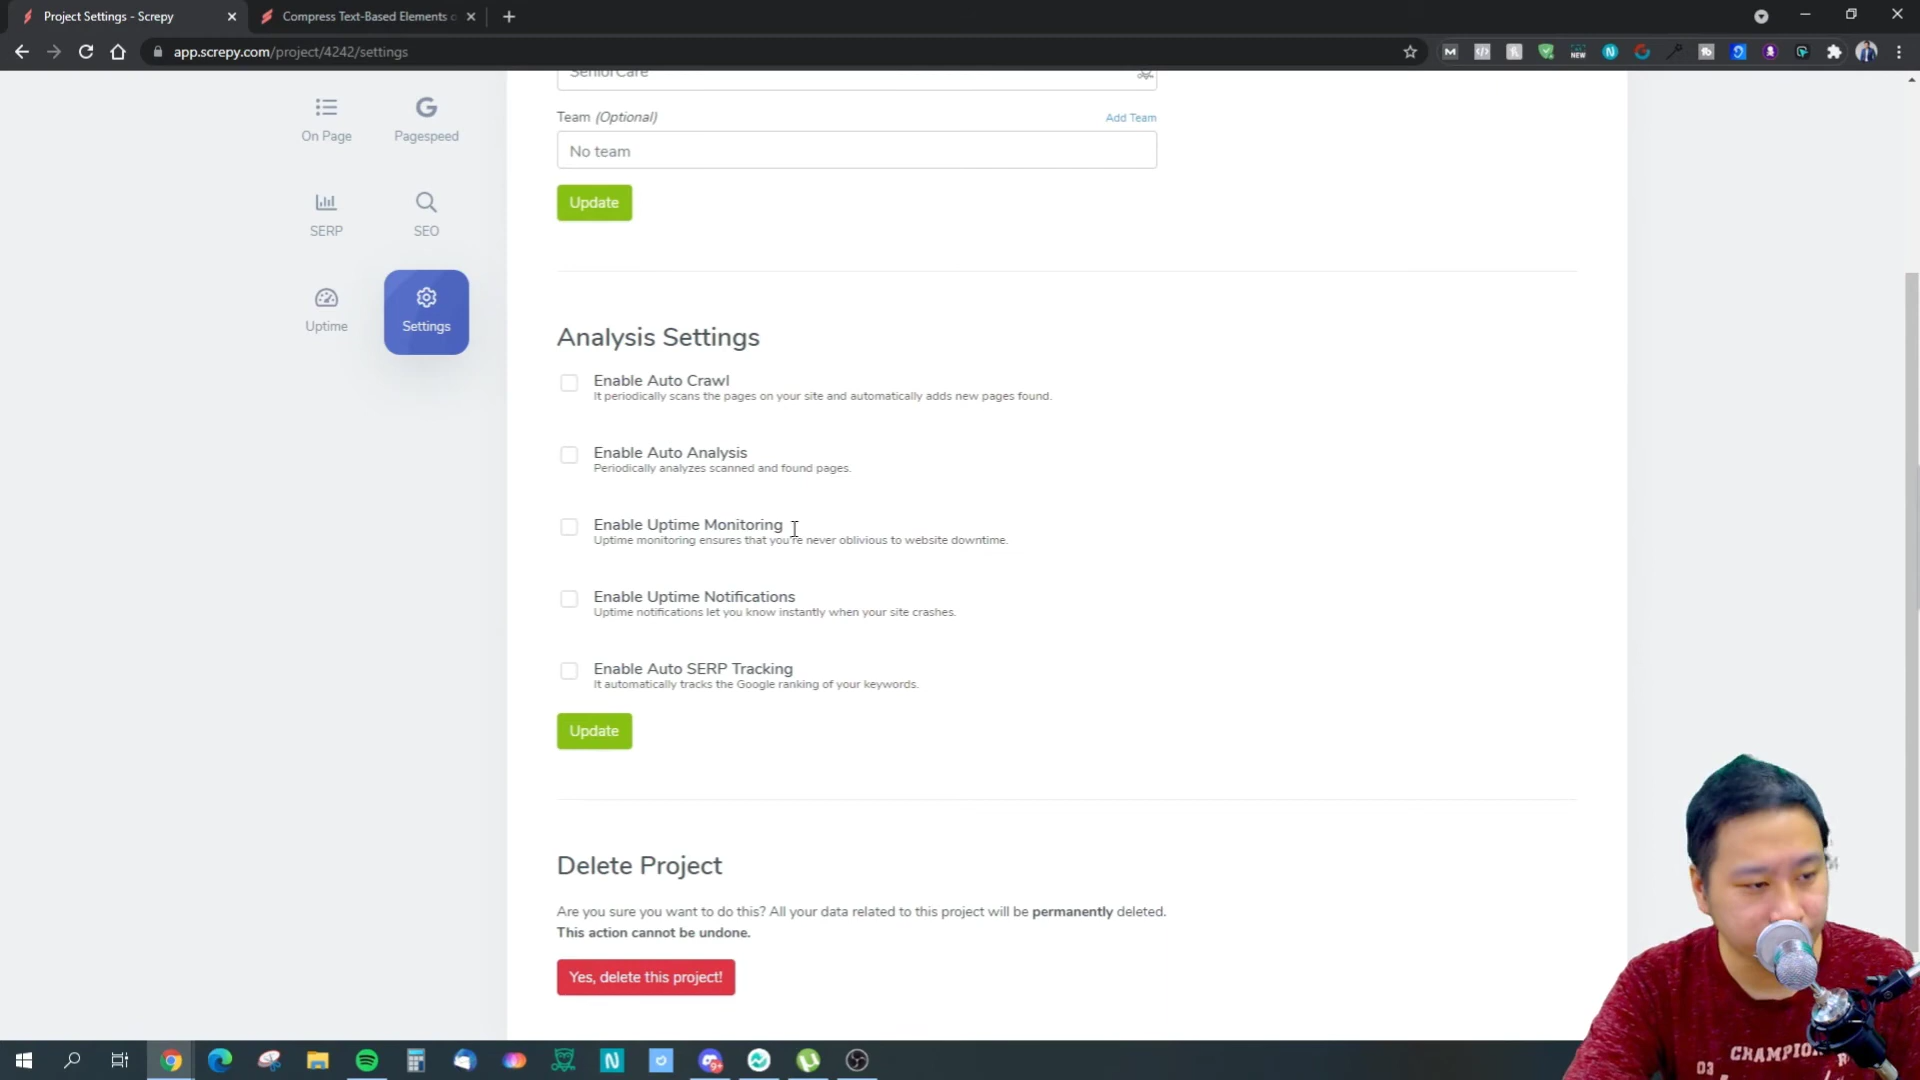 Project Settings - Screpy
Compress Text-Based Elements o
app.screpy.com/project/4242/settings
NEW
SeniorCare
On Page
Pagespeed
Team (Optional)
Add Team
No team
Update
SERP
SEO
Uptime
Settings
Analysis Settings
Enable Auto Crawl
It periodically scans the pages on your site and automatically adds new pages found.
Enable Auto Analysis
Periodically analyzes scanned and found pages.
Enable Uptime Monitoring
Uptime monitoring ensures that you're never oblivious to website downtime.
Enable Uptime Notifications
Uptime notifications let you know instantly when your site crashes.
Enable Auto SERP Tracking
It automatically tracks the Google ranking of your keywords.
Update
Delete Project
Are you sure you want to do this? All your data related to this project will be permanently deleted.
This action cannot be undone.
Yes, delete this project!
03